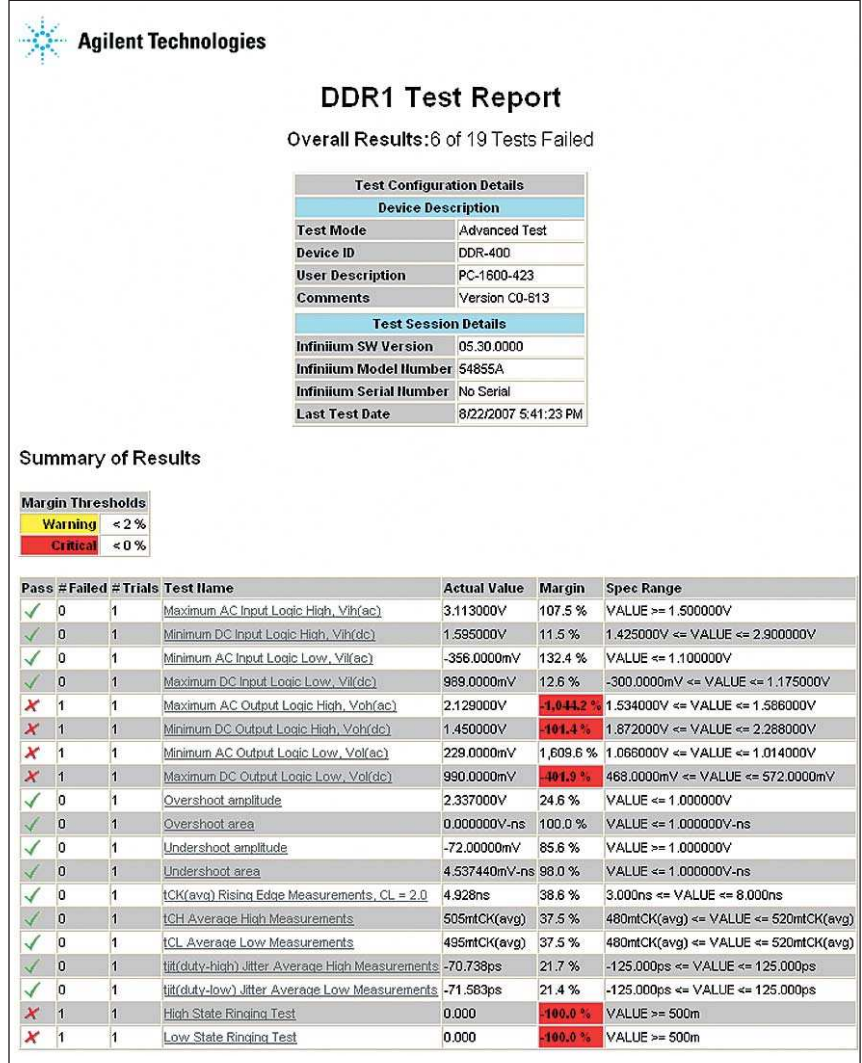 Agilent Technologies
DDR1 Test Report
Overall Results:6 of 19 Tests Failed
Test Configuration Details
Device Description
Test Mode Advanced Test
Device ID DDR-400
User Description PC-1600-423
Comments Version C0-613
Test Session Details
Infiniium SW Version 05.30.0000
Infiniium Model Number 54855A
Infiniium Serial Number No Serial
Last Test Date 8/22/2007 5:41:23 PM
Summary of Results
Margin Thresholds
Warning < 2 %
Critical < 0 %
Pass # Failed # Trials Test Name Actual Value Margin Spec Range
0 1 Maximum AC Input Logic High, Vih(ac) 3.113000V 107.5 % VALUE >= 1.500000V
0 1 Minimum DC Input Logic High, Vih(dc) 1.595000V 11.5 % 1.425000V <= VALUE <= 2.900000V
0 1 Minimum AC Input Logic Low, Vil(ac) -356.0000mV 132.4 % VALUE <= 1.100000V
0 1 Maximum DC Input Logic Low, Vil(dc) 989.0000mV 12.6 % -300.0000mV <= VALUE <= 1.175000V
1 1 Maximum AC Output Logic High, Voh(ac) 2.129000V -1,044.2 % 1.534000V <= VALUE <= 1.586000V
1 1 Minimum DC Output Logic High, Voh(dc) 1.450000V -101.4 % 1.872000V <= VALUE <= 2.288000V
1 1 Minimum AC Output Logic Low, Vol(ac) 229.0000mV 1,609.6 % 1.066000V <= VALUE <= 1.014000V
1 1 Maximum DC Output Logic Low, Vol(dc) 990.0000mV -401.9 % 468.0000mV <= VALUE <= 572.0000mV
0 1 Overshoot amplitude 2.337000V 24.6 % VALUE <= 1.000000V
0 1 Overshoot area 0.000000V-ns 100.0 % VALUE <= 1.000000V-ns
0 1 Undershoot amplitude -72.00000mV 85.6 % VALUE >= 1.000000V
0 1 Undershoot area 4.537440mV-ns 98.0 % VALUE <= 1.000000V-ns
0 1 tCK(avg) Rising Edge Measurements, CL = 2.0 4.928ns 38.6 % 3.000ns <= VALUE <= 8.000ns
0 1 tCH Average High Measurements 505mtCK(avg) 37.5 % 480mtCK(avg) <= VALUE <= 520mtCK(avg)
0 1 tCL Average Low Measurements 495mtCK(avg) 37.5 % 480mtCK(avg) <= VALUE <= 520mtCK(avg)
0 1 tjit(duty-high) Jitter Average High Measurements -70.738ps 21.7 % -125.000ps <= VALUE <= 125.000ps
0 1 tjit(duty-low) Jitter Average Low Measurements -71.583ps 21.4 % -125.000ps <= VALUE <= 125.000ps
1 1 High State Ringing Test 0.000 -100.0 % VALUE >= 500m
1 1 Low State Ringing Test 0.000 -100.0 % VALUE >= 500m